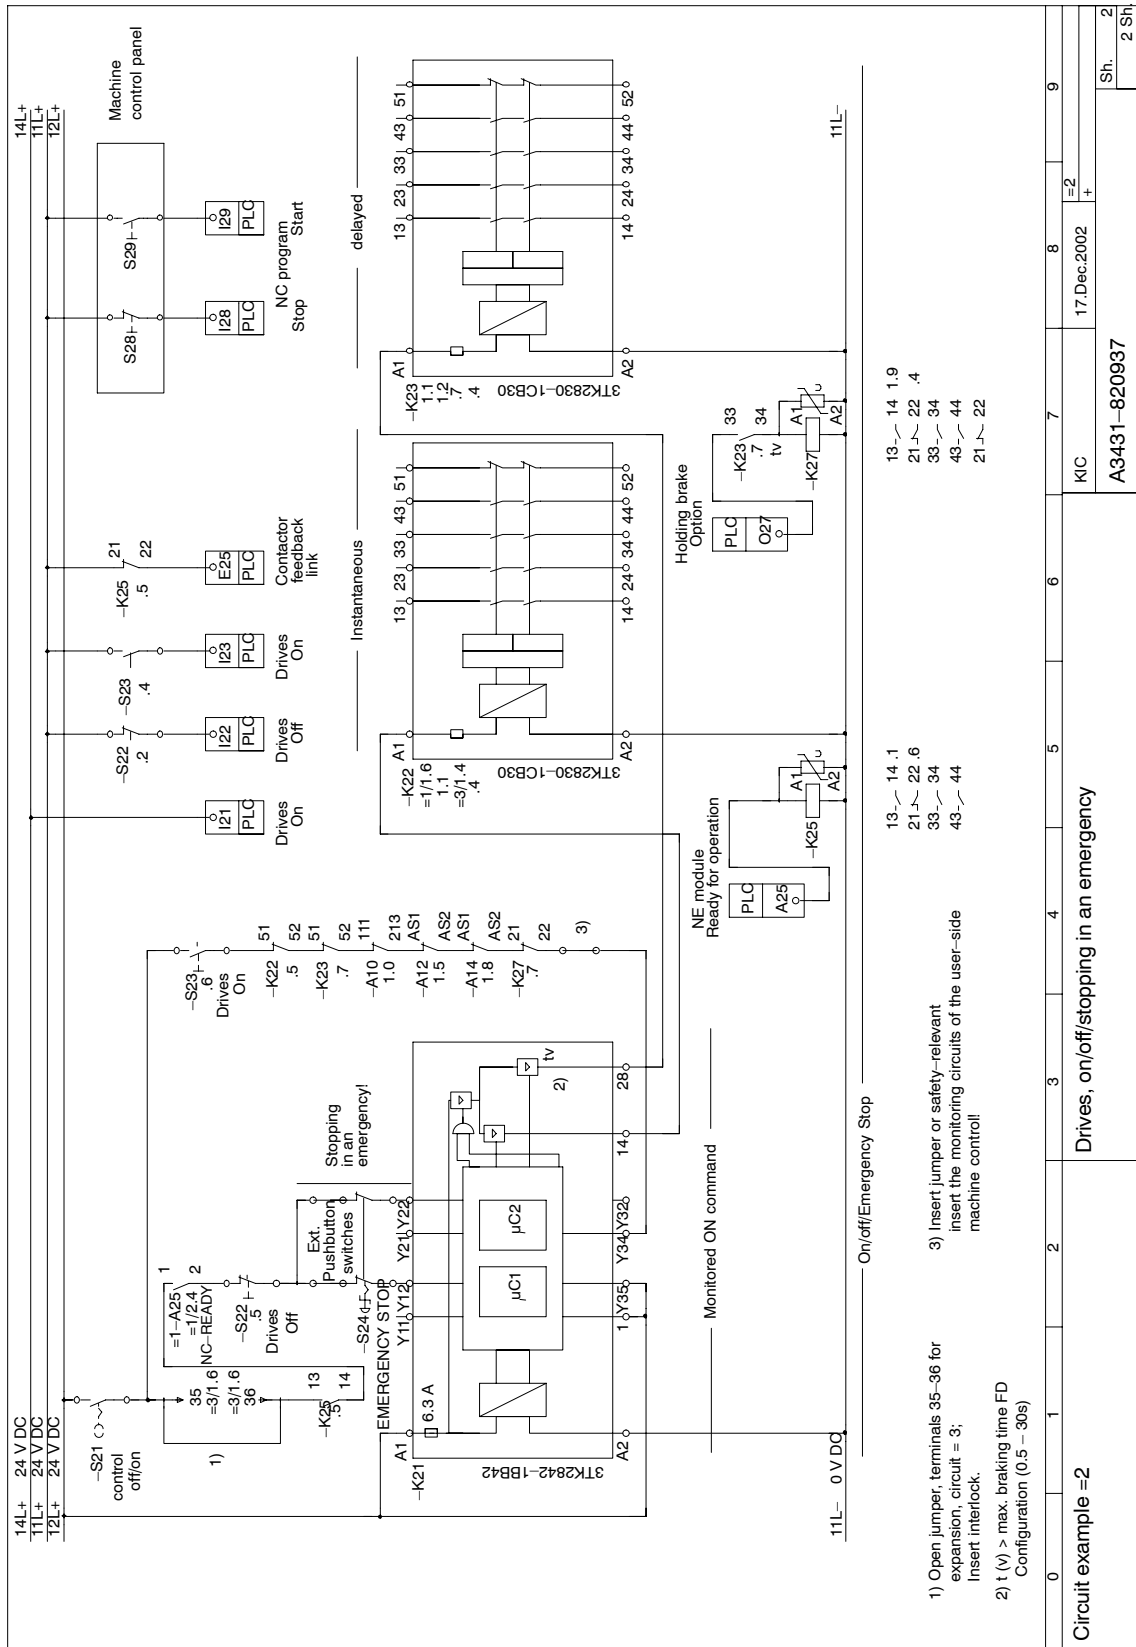 14L+ 24 V DC
11L+ 24 V DC
12L+ 24 V DC
14L+
11L+
12L+
–S21
control
off/on
1)
35
=3/1.6
=3/1.6
36
13
–K25
.5
14
=1–A25
=1/2.4
NC–READY
1
2
–S22
.5
Drives
Off
Ext.
Pushbutton
switches
–S24
EMERGENCY STOP
Stopping
in an
emergency!
–S23
.6
Drives
On
–K22
.5
51
52
–K23
.7
51
52
–A10
1.0
111
213
–A12
1.5
AS1
AS2
–A14
1.8
AS1
AS2
–K27
.7
21
22
3)
I21
PLC
Drives
On
–S22
.2
I22
PLC
Drives
Off
–S23
.4
I23
PLC
Drives
On
–K25
.5
21
22
E25
PLC
Contactor
feedback
link
Machine
control panel
S28
S29
I28
PLC
I29
PLC
NC program
Stop
Start
Instantaneous
delayed
–K21
A1
6.3 A
Y11
Y12
Y21
Y22
µC1
µC2
tv
2)
3TK2842–1BB42
A2
1
Y35
Y34
Y32
14
28
–K22
=1/1.6
1.1
=3/1.4
.4
A1
13
23
33
43
51
3TK2830–1CB30
A2
14
24
34
44
52
–K23
1.1
1.2
.7
.4
A1
13
23
33
43
51
3TK2830–1CB30
A2
14
24
34
44
52
Monitored ON command
NE module
Ready for operation
PLC
A25
–K25
A1
A2
Holding brake
Option
PLC
O27
–K23
.7
tv
33
34
–K27
A1
A2
11L– 0 V DC
11L–
On/off/Emergency Stop
13 14 .1
21 22 .6
33 34
43 44
13 14 1.9
21 22 .4
33 34
43 44
21 22
1) Open jumper, terminals 35–36 for
expansion, circuit = 3;
Insert interlock.
2) t (v) > max. braking time FD
Configuration (0.5 – 30s)
3) Insert jumper or safety–relevant
insert the monitoring circuits of the user–side
machine control!
0 1 2 3 4 5 6 7 8 9
Circuit example =2
Drives, on/off/stopping in an emergency
KIC
17.Dec.2002
=2
+
A3431–820937
Sh. 2
2 Sh.